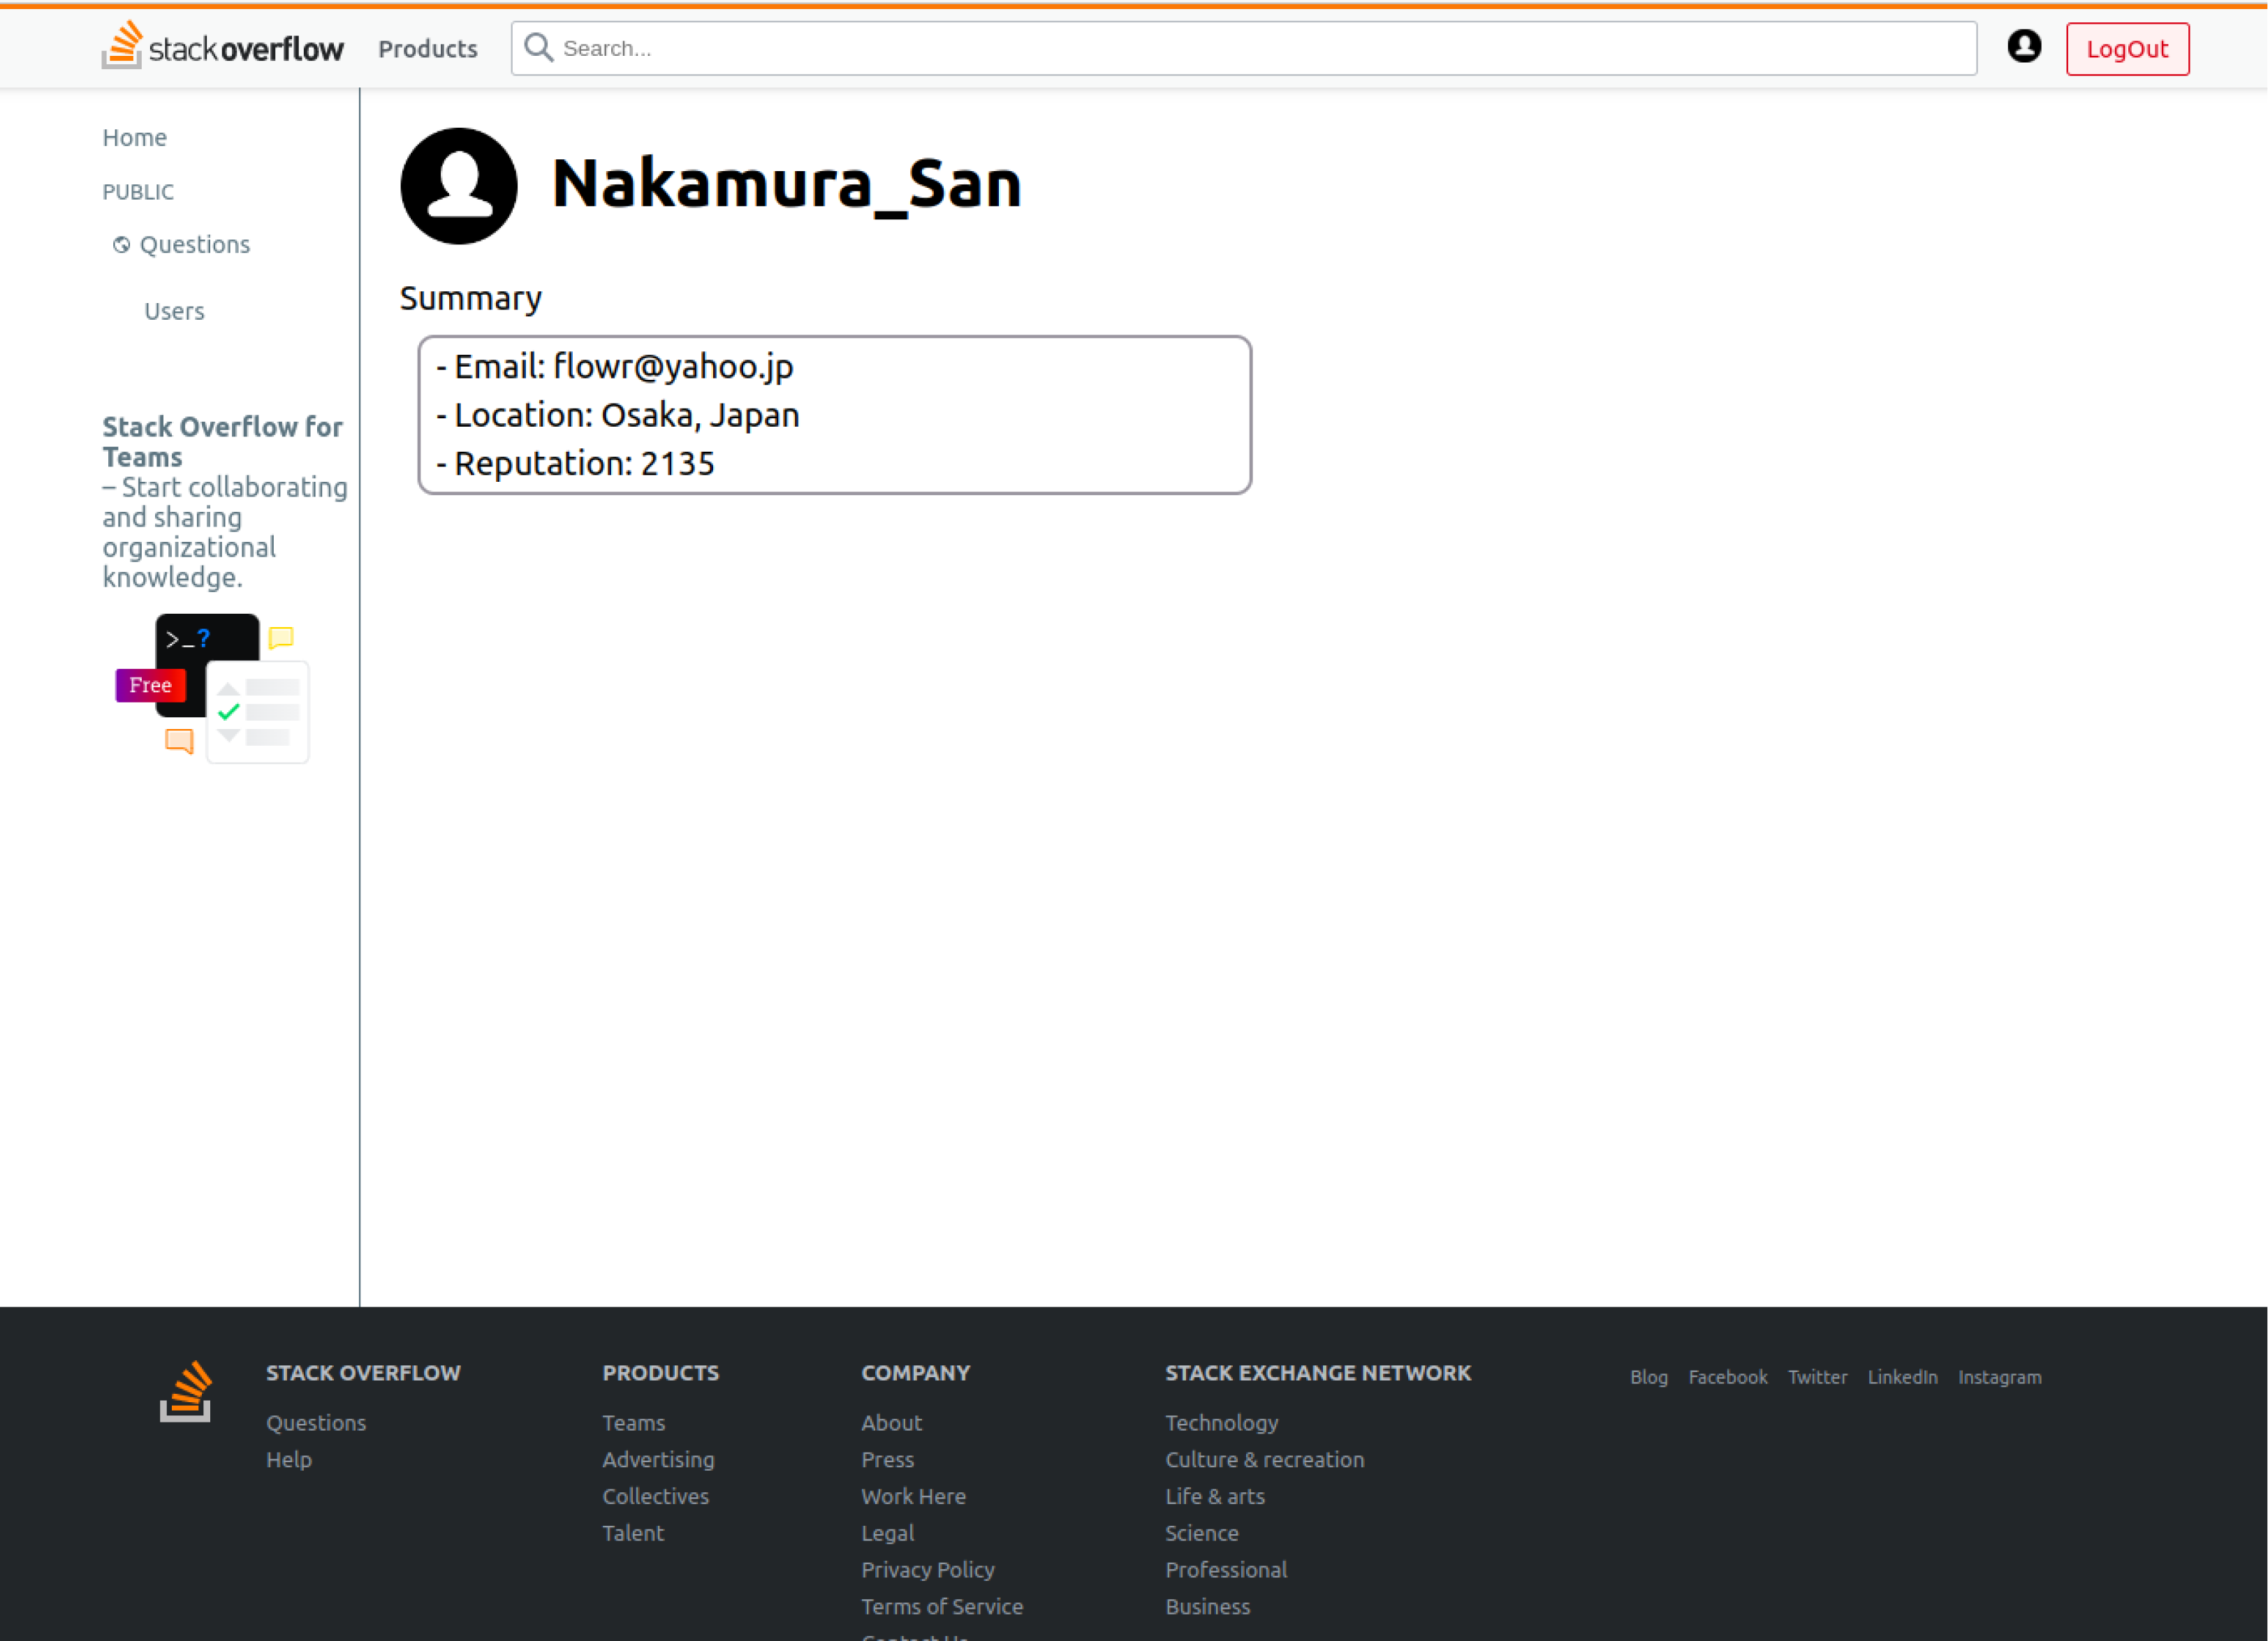 stackoverflow Products Search... LogOut
Home
PUBLIC
Questions
Users
Stack Overflow for
Teams
– Start collaborating
and sharing
organizational
knowledge.
>_?
Free
Nakamura_San
Summary
- Email: flowr@yahoo.jp
- Location: Osaka, Japan
- Reputation: 2135
STACK OVERFLOW
Questions
Help
PRODUCTS
Teams
Advertising
Collectives
Talent
COMPANY
About
Press
Work Here
Legal
Privacy Policy
Terms of Service
Contact Us
STACK EXCHANGE NETWORK
Technology
Culture & recreation
Life & arts
Science
Professional
Business
Blog Facebook Twitter LinkedIn Instagram